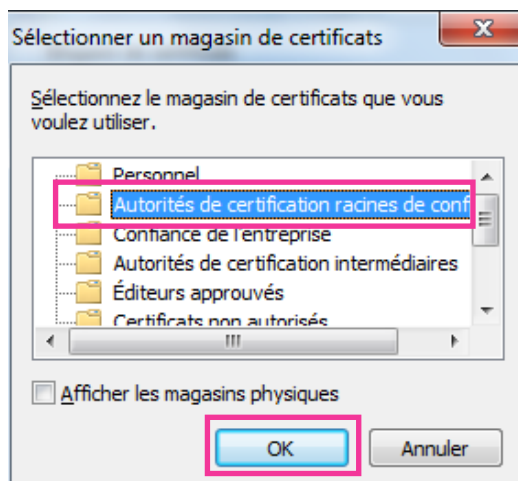 Sélectionner un magasin de certificats
Sélectionnez le magasin de certificats que vous
voulez utiliser.
Personnel
Autorités de certification racines de conf
Confiance de l'entreprise
Autorités de certification intermédiaires
Éditeurs approuvés
Certificats non autorisés
Afficher les magasins physiques
OK
Annuler